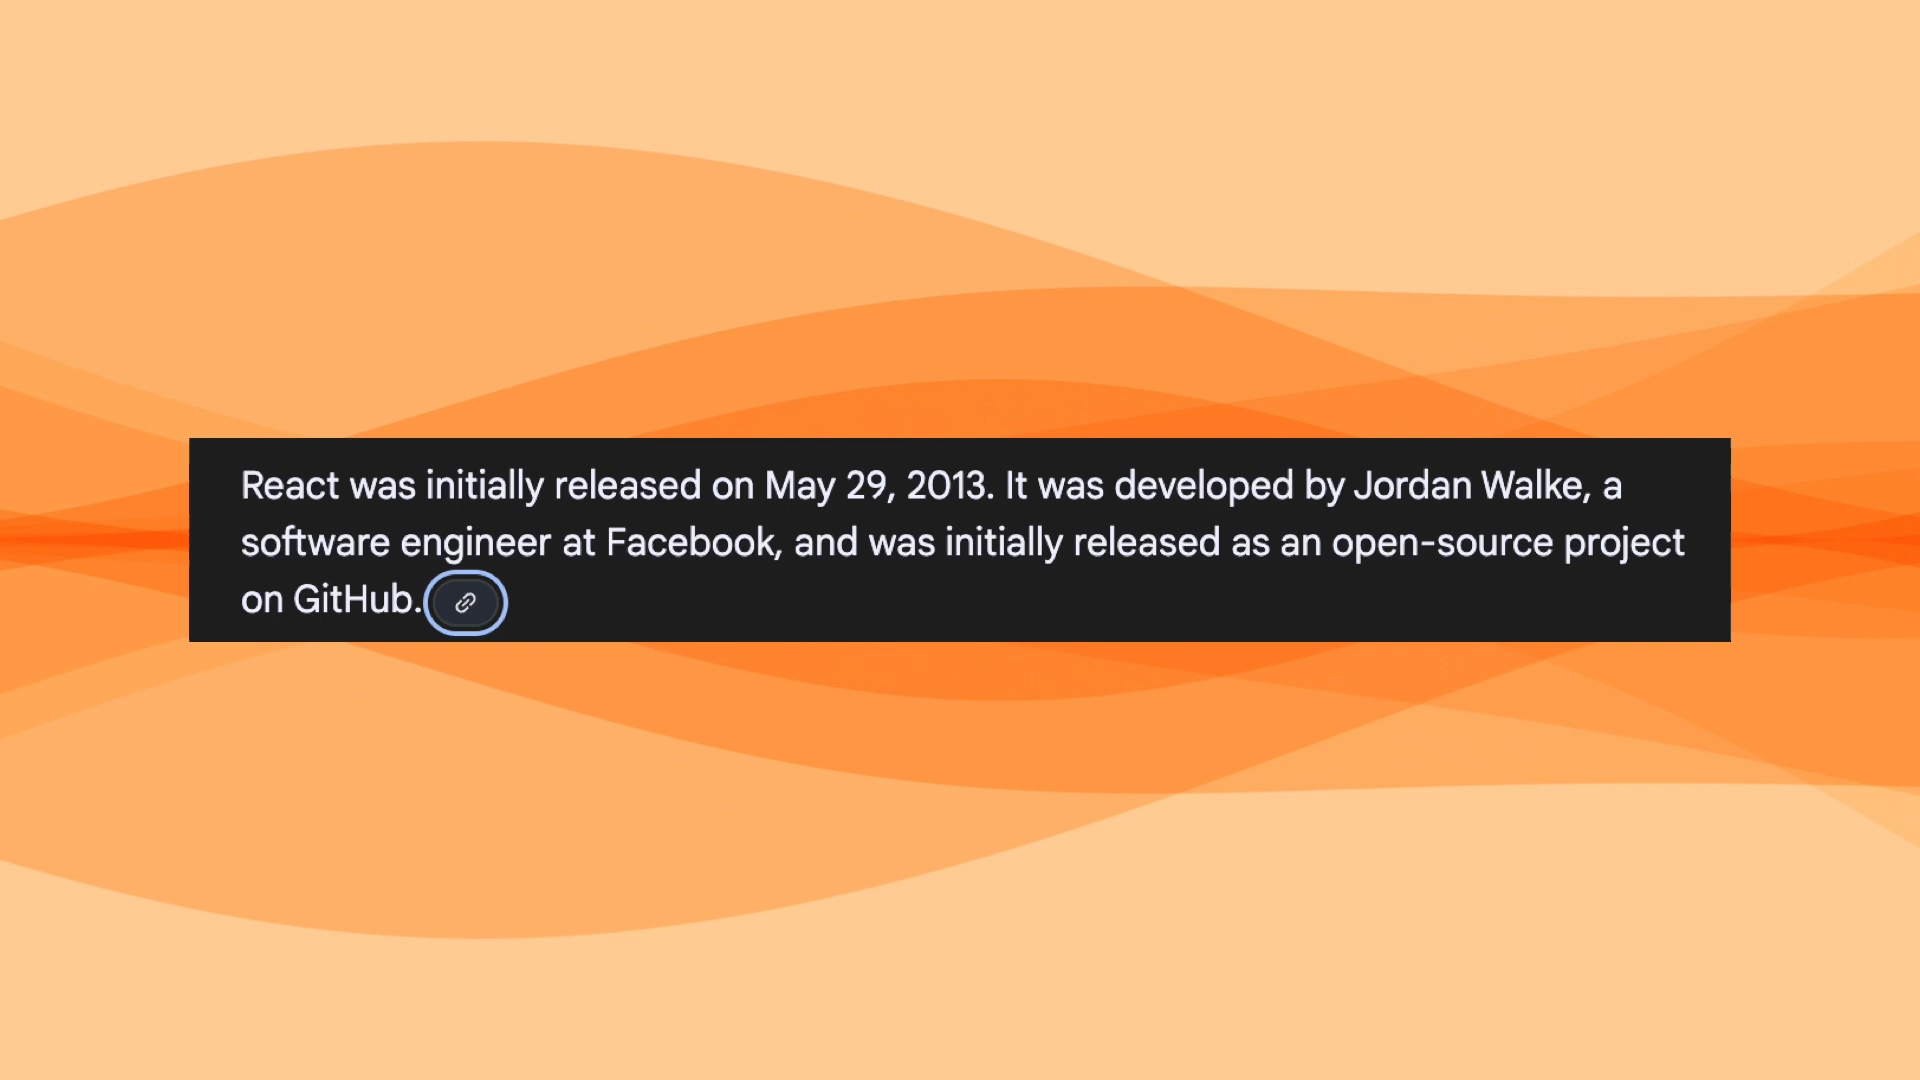 React was initially released on May 29, 2013. It was developed by Jordan Walke, a
software engineer at Facebook, and was initially released as an open-source project
on GitHub.